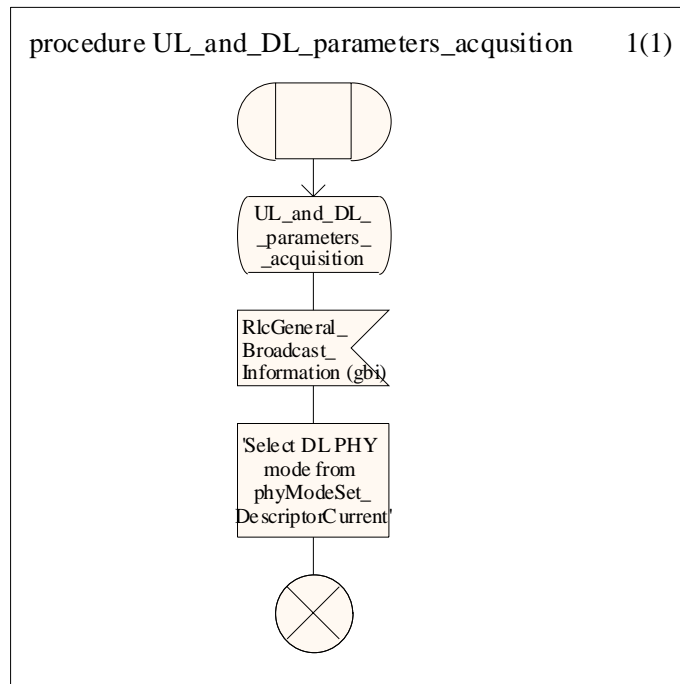 procedure UL_and_DL_parameters_acqusition 1(1)
UL_and_DL_
_parameters_
_acquisition
RlcGeneral_
Broadcast_
Information (gbi)
'Select DL PHY
mode from
phyModeSet_
DescriptorCurrent'